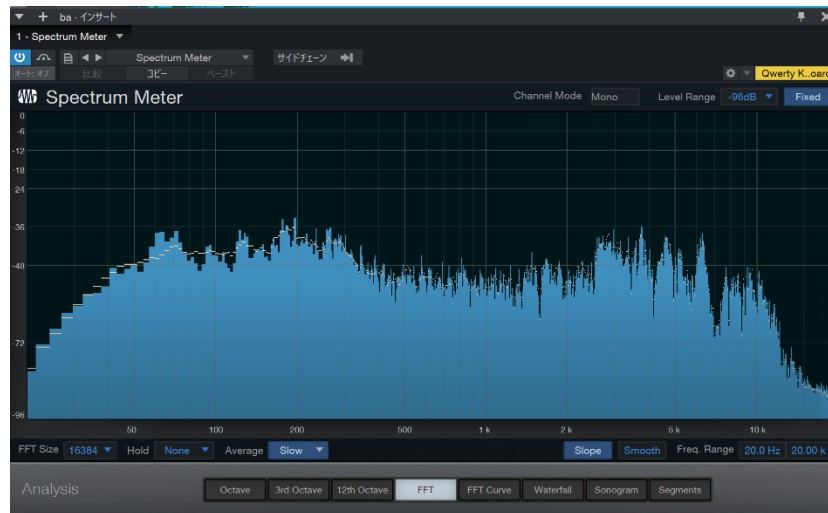 ba - インサート
1 - Spectrum Meter
Spectrum Meter サイドチェーン
オート: オフ 比較 コピー ペースト
Qwerty K..oard
Spectrum Meter Channel Mode Mono Level Range -96dB Fixed
0
-6
-12
-18
24
-36
-48
-72
-96
50 100 200 500 1 k 2 k 5 k 10 k
FFT Size 16384 Hold None Average Slow Slope Smooth Freq. Range 20.0 Hz 20.00 k
Analysis Octave 3rd Octave 12th Octave FFT FFT Curve Waterfall Sonogram Segments